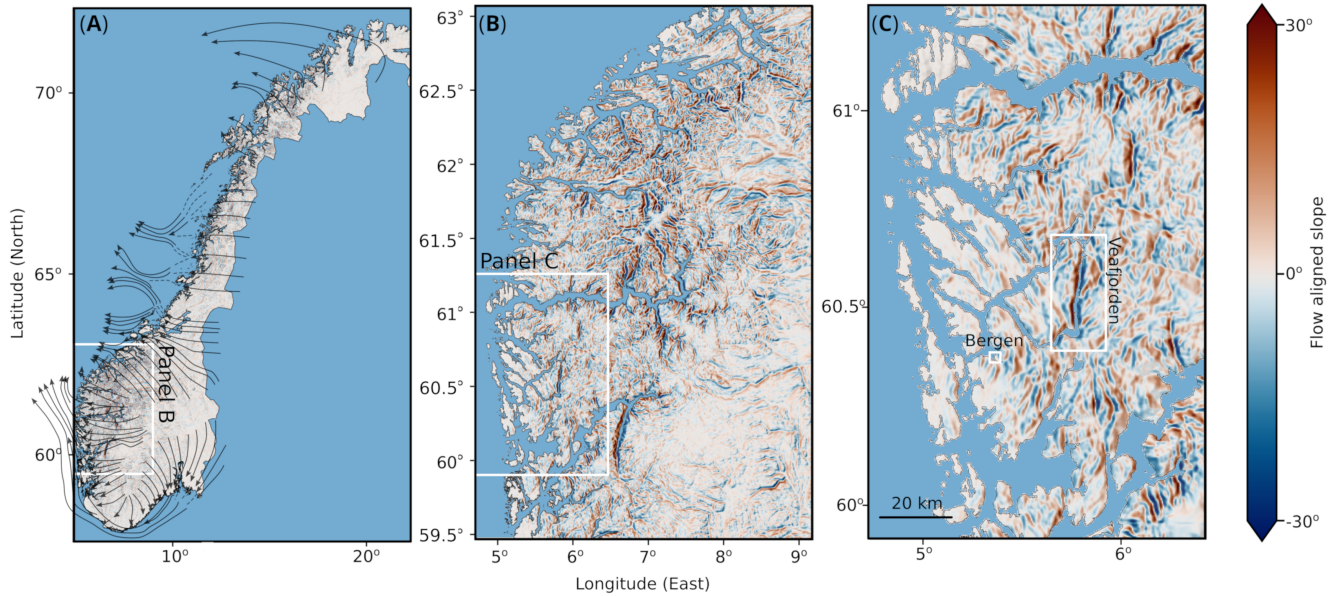 (A)
(B)
(C)
Latitude (North)
70°
65°
60°
10°
20°
Panel B
63°
62.5°
62°
61.5°
61°
60.5°
60°
59.5°
5°
6°
7°
8°
9°
Panel C
Longitude (East)
61°
60.5°
60°
5°
6°
Veafjorden
Bergen
20 km
30°
0°
-30°
Flow aligned slope